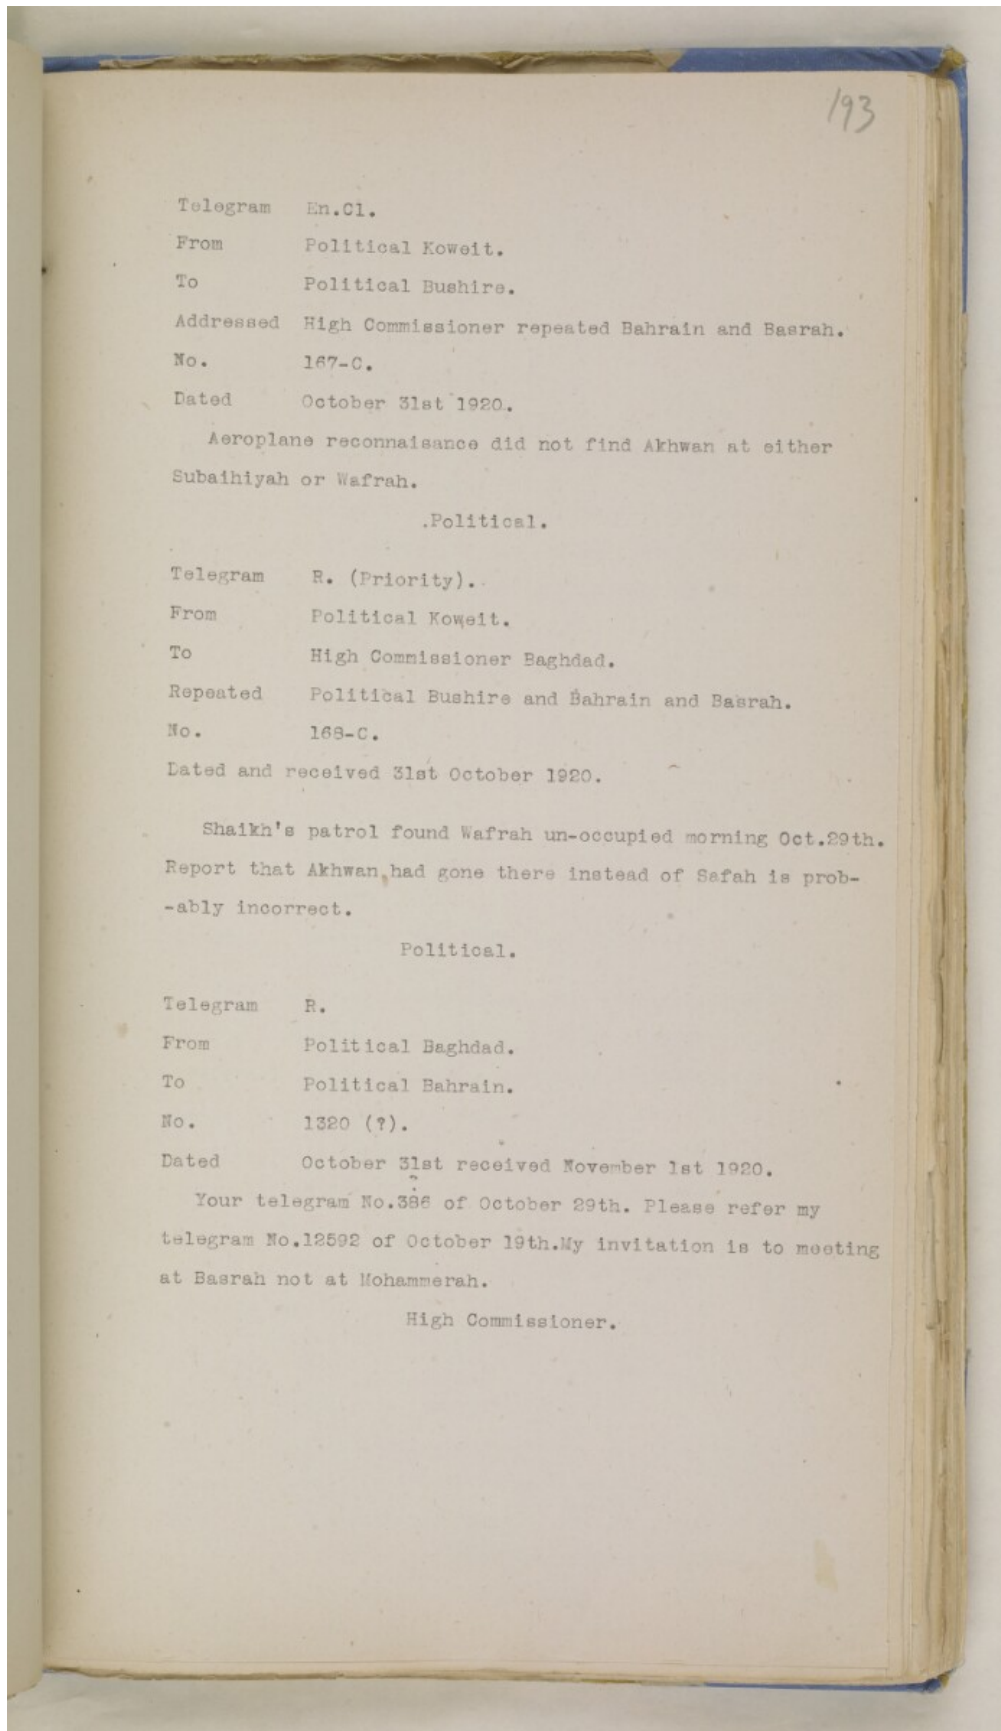 193
Telegram En.Cl.
From Political Koweit.
To Political Bushire.
Addressed High Commissioner repeated Bahrain and Basrah.
No. 167-C.
Dated October 31st 1920.
Aeroplane reconnaisance did not find Akhwan at either
Subaihiyah or Wafrah.
.Political.
Telegram R. (Priority).
From Political Koweit.
To High Commissioner Baghdad.
Repeated Political Bushire and Bahrain and Basrah.
No. 168-C.
Dated and received 31st October 1920.
Shaikh's patrol found Wafrah un-occupied morning Oct.29th.
Report that Akhwan had gone there instead of Safah is prob-
-ably incorrect.
Political.
Telegram R.
From Political Baghdad.
To Political Bahrain.
No. 1320 (?).
Dated October 31st received November 1st 1920.
Your telegram No.386 of October 29th. Please refer my
telegram No.12592 of October 19th.My invitation is to meeting
at Basrah not at Mohammerah.
High Commissioner.